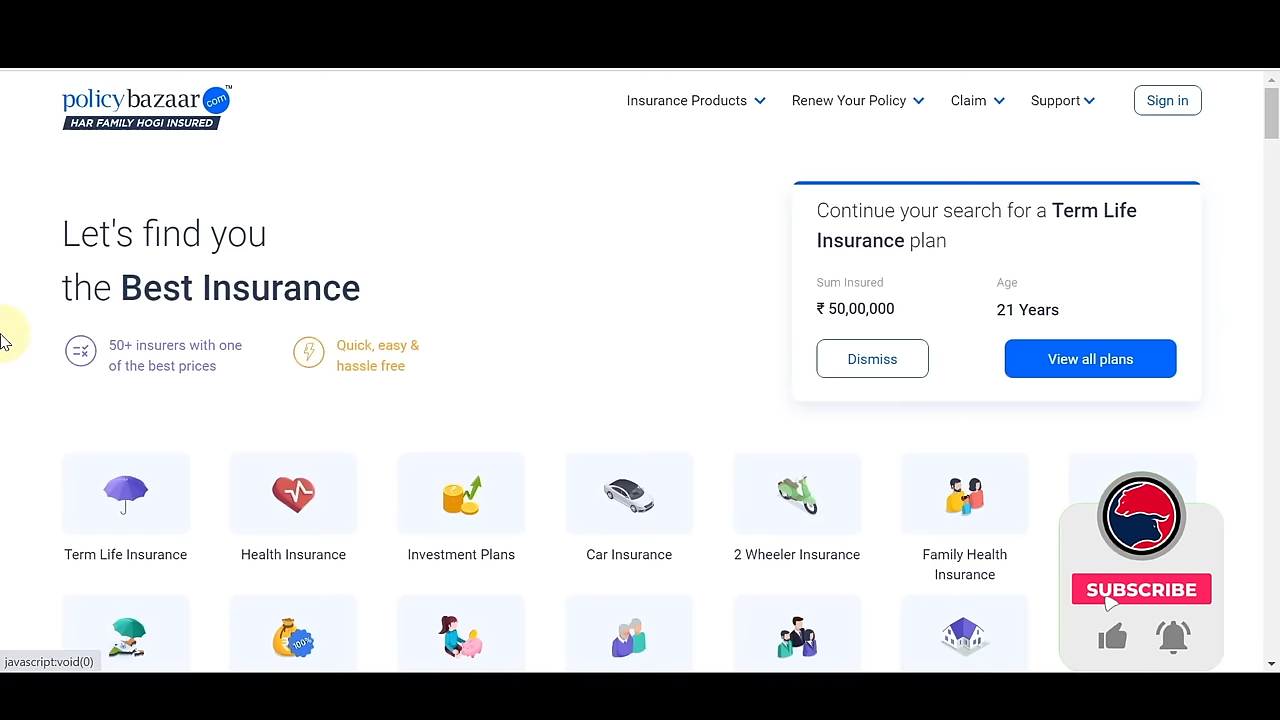 policybazaar com TM
HAR FAMILY HOGI INSURED
Insurance Products
Renew Your Policy
Claim
Support
Sign in
Let's find you
the Best Insurance
50+ insurers with one
of the best prices
Quick, easy &
hassle free
Continue your search for a Term Life
Insurance plan
Sum Insured
Age
₹ 50,00,000
21 Years
Dismiss
View all plans
Term Life Insurance
Health Insurance
Investment Plans
Car Insurance
2 Wheeler Insurance
Family Health
Insurance
SUBSCRIBE
100%
javascript:void(0)